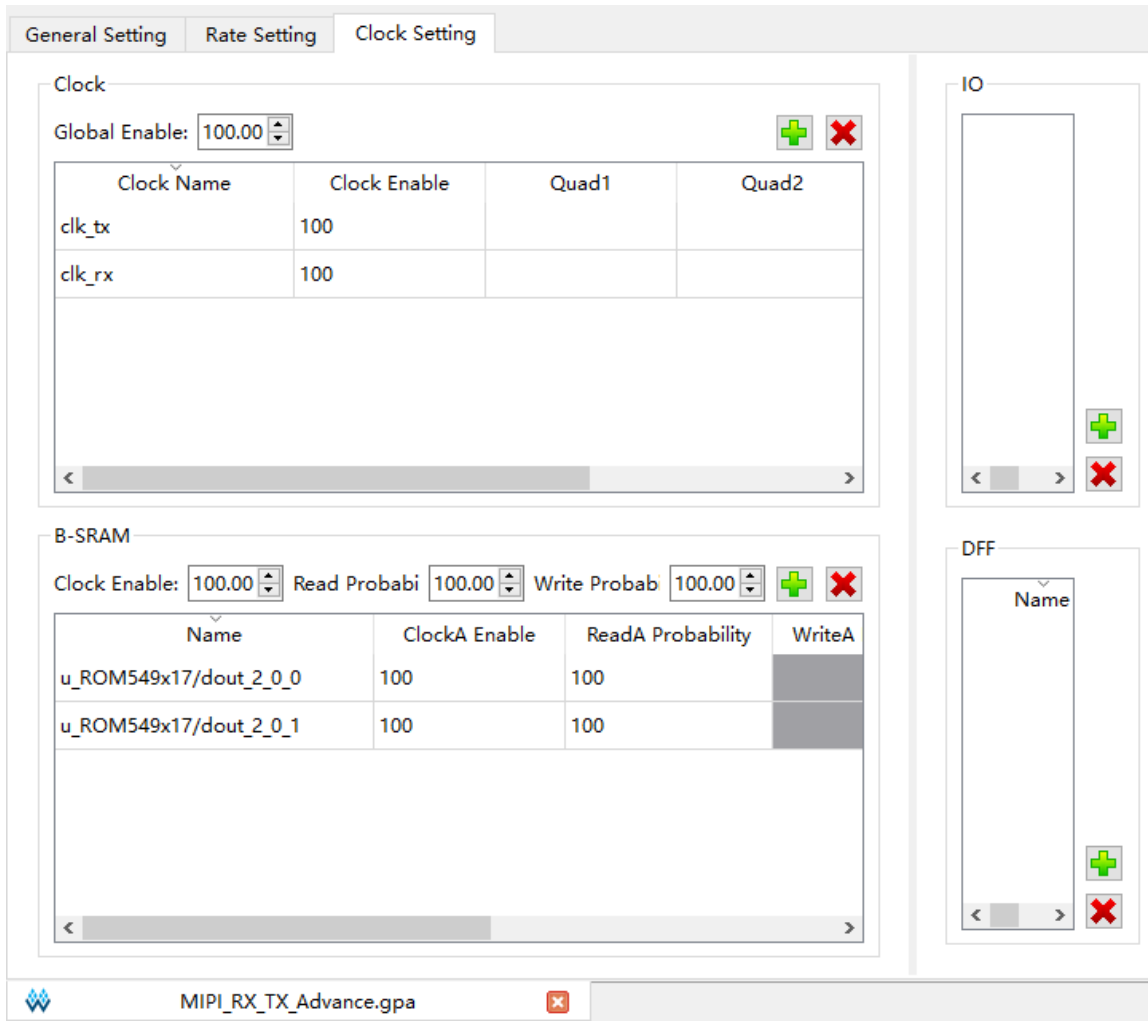 General Setting Rate Setting Clock Setting
Clock
Global Enable: 100.00
Clock Name Clock Enable Quad1 Quad2
clk_tx 100
clk_rx 100
B-SRAM
Clock Enable: 100.00 Read Probabi 100.00 Write Probabi 100.00
Name ClockA Enable ReadA Probability WriteA
u_ROM549x17/dout_2_0_0 100 100
u_ROM549x17/dout_2_0_1 100 100
IO
DFF
Name
MIPI_RX_TX_Advance.gpa